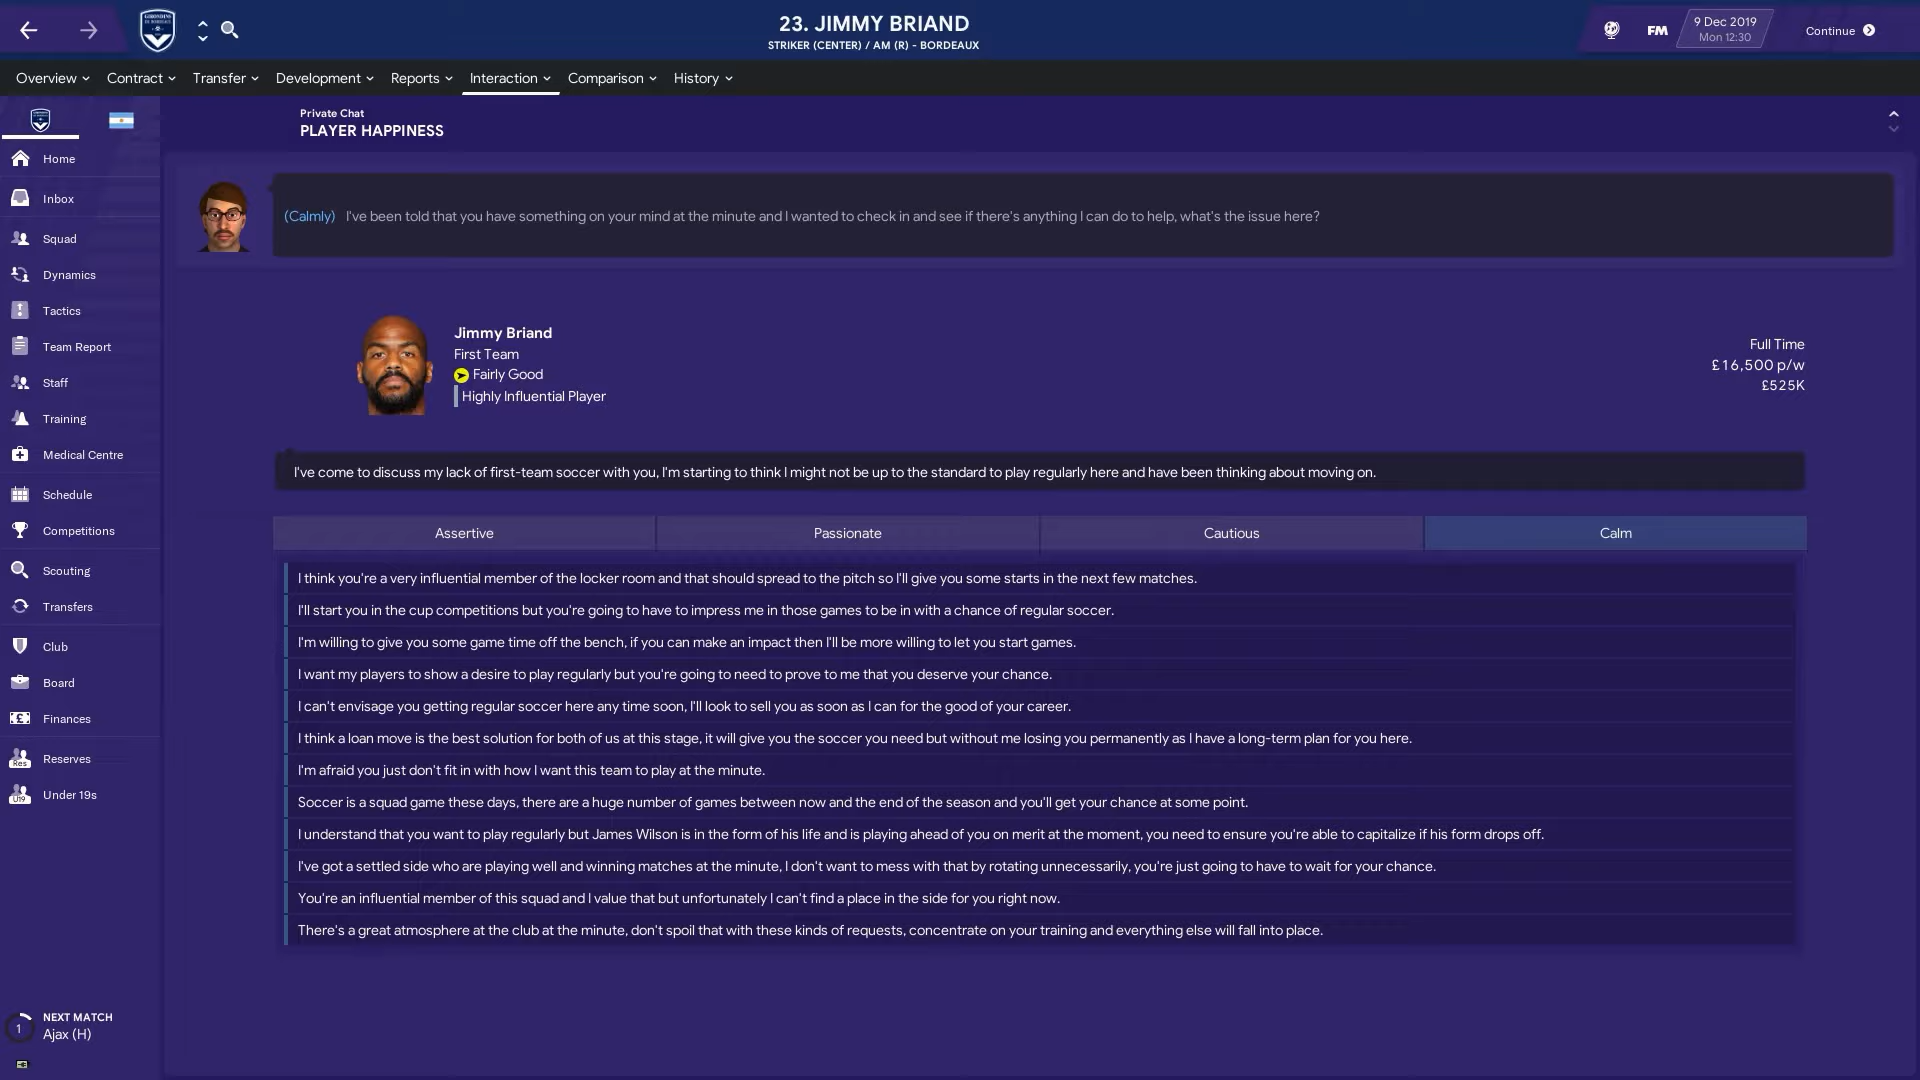 23. JIMMY BRIAND
STRIKER (CENTER) / AM (R) - BORDEAUX
FM
9 Dec 2019
Mon 12:30
Continue
Overview
Contract
Transfer
Development
Reports
Interaction
Comparison
History
Home
Inbox
Squad
Dynamics
Tactics
Team Report
Staff
Training
Medical Centre
Schedule
Competitions
Scouting
Transfers
Club
Board
Finances
Res
Reserves
U19
Under 19s
1
NEXT MATCH
Ajax (H)
Private Chat
PLAYER HAPPINESS
(Calmly) I've been told that you have something on your mind at the minute and I wanted to check in and see if there's anything I can do to help, what's the issue here?
Jimmy Briand
First Team
Fairly Good
Highly Influential Player
Full Time
£16,500 p/w
£525K
I've come to discuss my lack of first-team soccer with you, I'm starting to think I might not be up to the standard to play regularly here and have been thinking about moving on.
Assertive
Passionate
Cautious
Calm
I think you're a very influential member of the locker room and that should spread to the pitch so I'll give you some starts in the next few matches.
I'll start you in the cup competitions but you're going to have to impress me in those games to be in with a chance of regular soccer.
I'm willing to give you some game time off the bench, if you can make an impact then I'll be more willing to let you start games.
I want my players to show a desire to play regularly but you're going to need to prove to me that you deserve your chance.
I can't envisage you getting regular soccer here any time soon, I'll look to sell you as soon as I can for the good of your career.
I think a loan move is the best solution for both of us at this stage, it will give you the soccer you need but without me losing you permanently as I have a long-term plan for you here.
I'm afraid you just don't fit in with how I want this team to play at the minute.
Soccer is a squad game these days, there are a huge number of games between now and the end of the season and you'll get your chance at some point.
I understand that you want to play regularly but James Wilson is in the form of his life and is playing ahead of you on merit at the moment, you need to ensure you're able to capitalize if his form drops off.
I've got a settled side who are playing well and winning matches at the minute, I don't want to mess with that by rotating unnecessarily, you're just going to have to wait for your chance.
You're an influential member of this squad and I value that but unfortunately I can't find a place in the side for you right now.
There's a great atmosphere at the club at the minute, don't spoil that with these kinds of requests, concentrate on your training and everything else will fall into place.